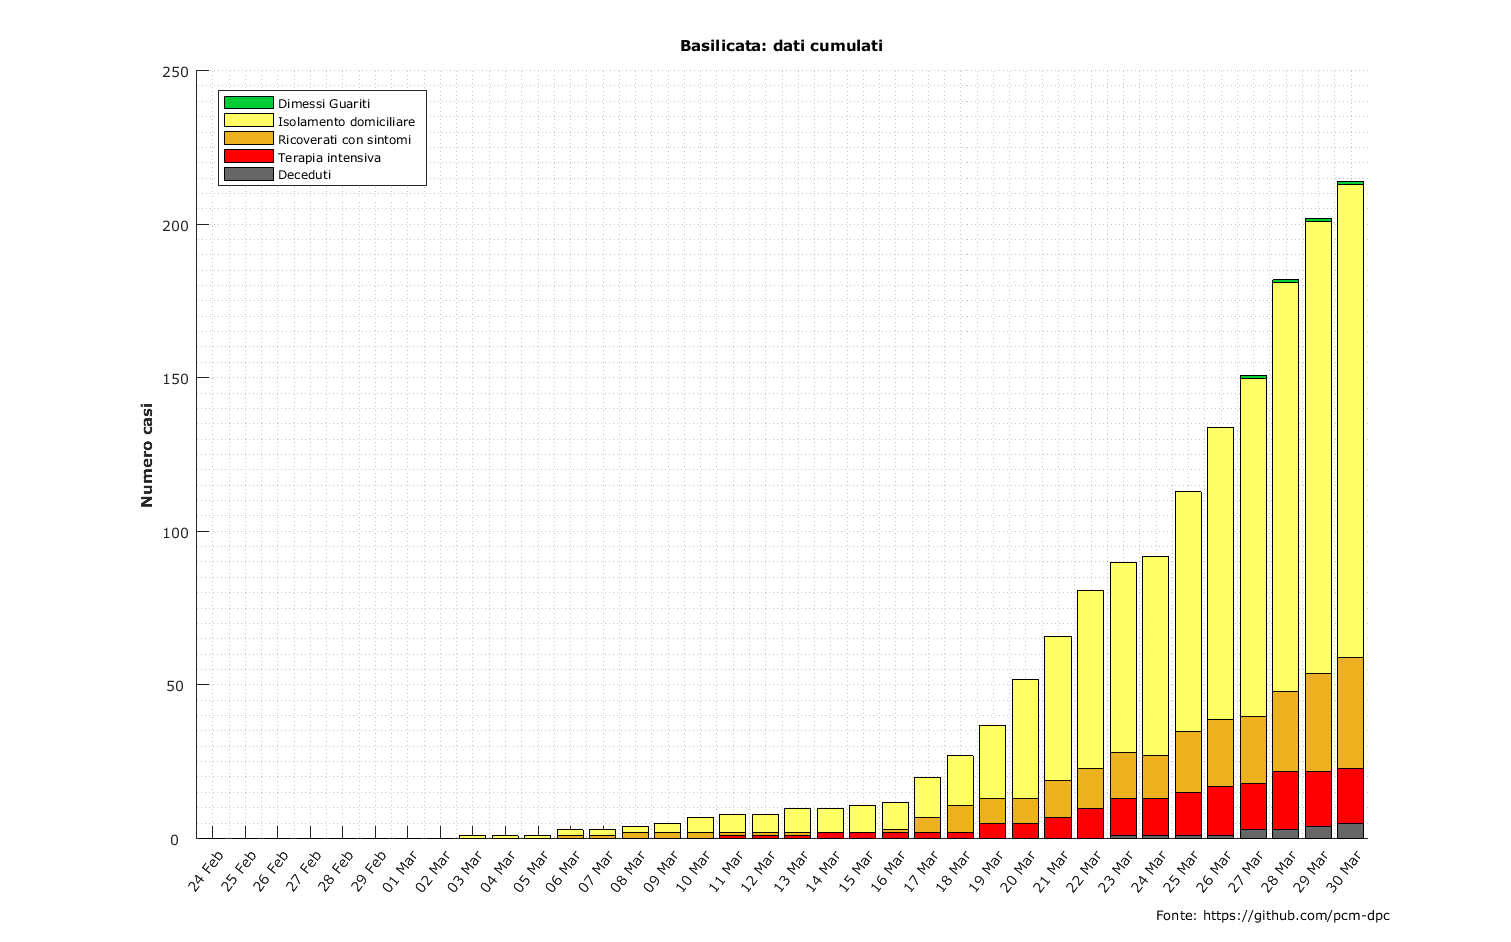 Basilicata: dati cumulati
250
200
150
100
50
0
Numero casi
Dimessi Guariti
Isolamento domiciliare
Ricoverati con sintomi
Terapia intensiva
Deceduti
24 Feb
25 Feb
26 Feb
27 Feb
28 Feb
29 Feb
01 Mar
02 Mar
03 Mar
04 Mar
05 Mar
06 Mar
07 Mar
08 Mar
09 Mar
10 Mar
11 Mar
12 Mar
13 Mar
14 Mar
15 Mar
16 Mar
17 Mar
18 Mar
19 Mar
20 Mar
21 Mar
22 Mar
23 Mar
24 Mar
25 Mar
26 Mar
27 Mar
28 Mar
29 Mar
30 Mar
Fonte: https://github.com/pcm-dpc